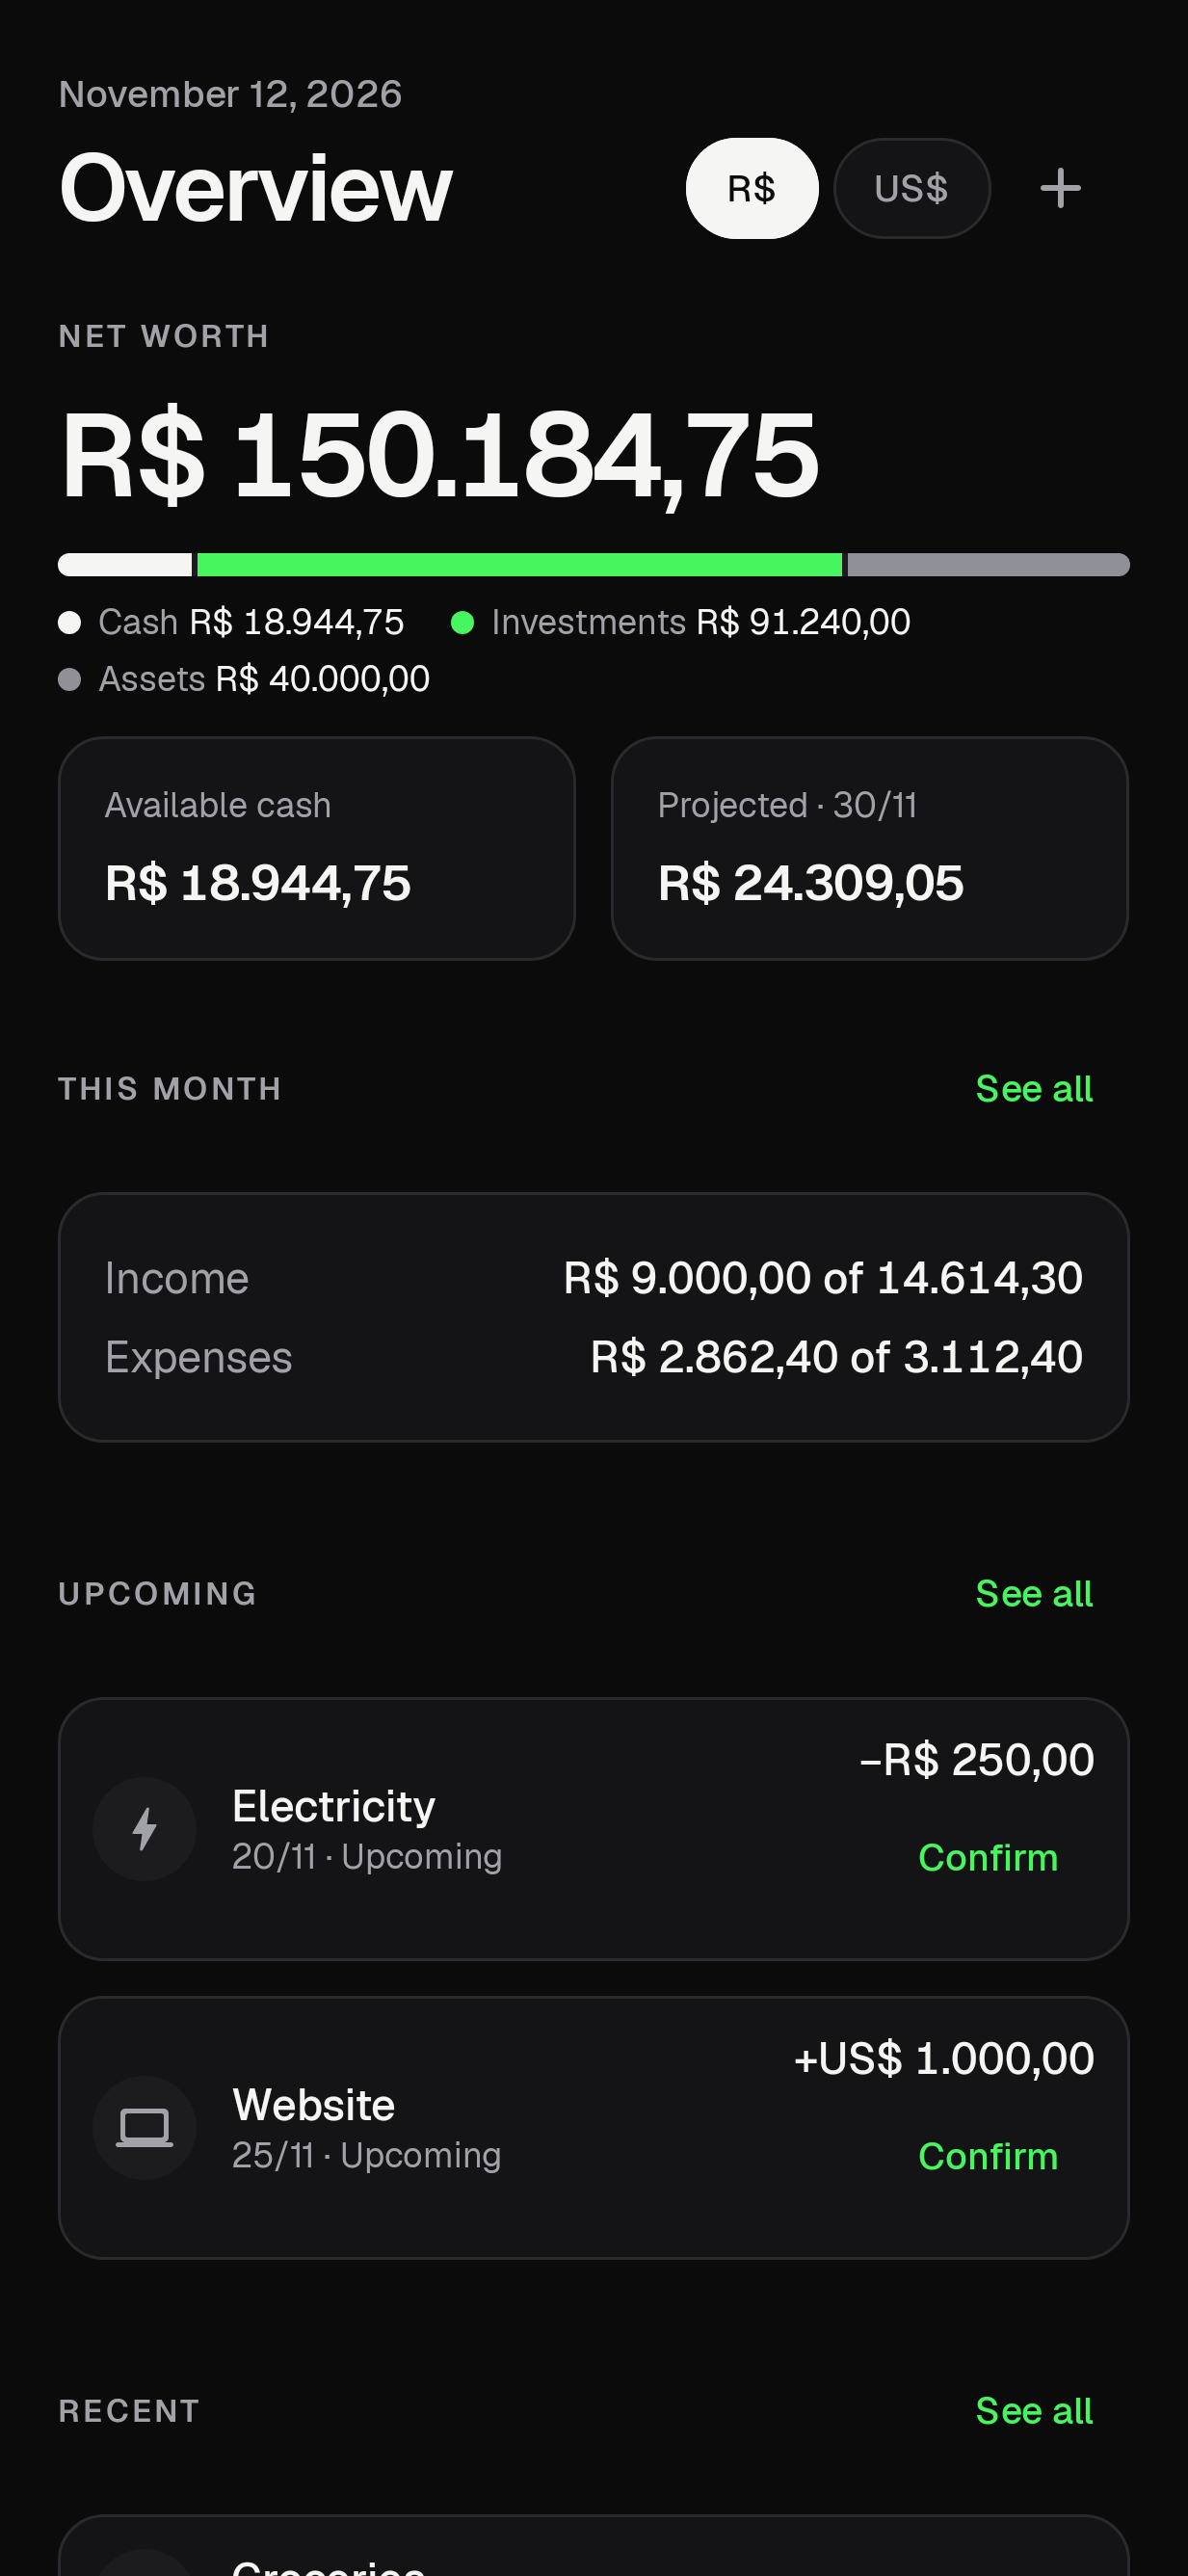 November 12, 2026
Overview
R$
US$
NET WORTH
R$ 150.184,75
Cash R$ 18.944,75
Investments R$ 91.240,00
Assets R$ 40.000,00
Available cash
R$ 18.944,75
Projected · 30/11
R$ 24.309,05
THIS MONTH
See all
Income
R$ 9.000,00 of 14.614,30
Expenses
R$ 2.862,40 of 3.112,40
UPCOMING
See all
Electricity
20/11 · Upcoming
−R$ 250,00
Confirm
Website
25/11 · Upcoming
+US$ 1.000,00
Confirm
RECENT
See all
Groceries